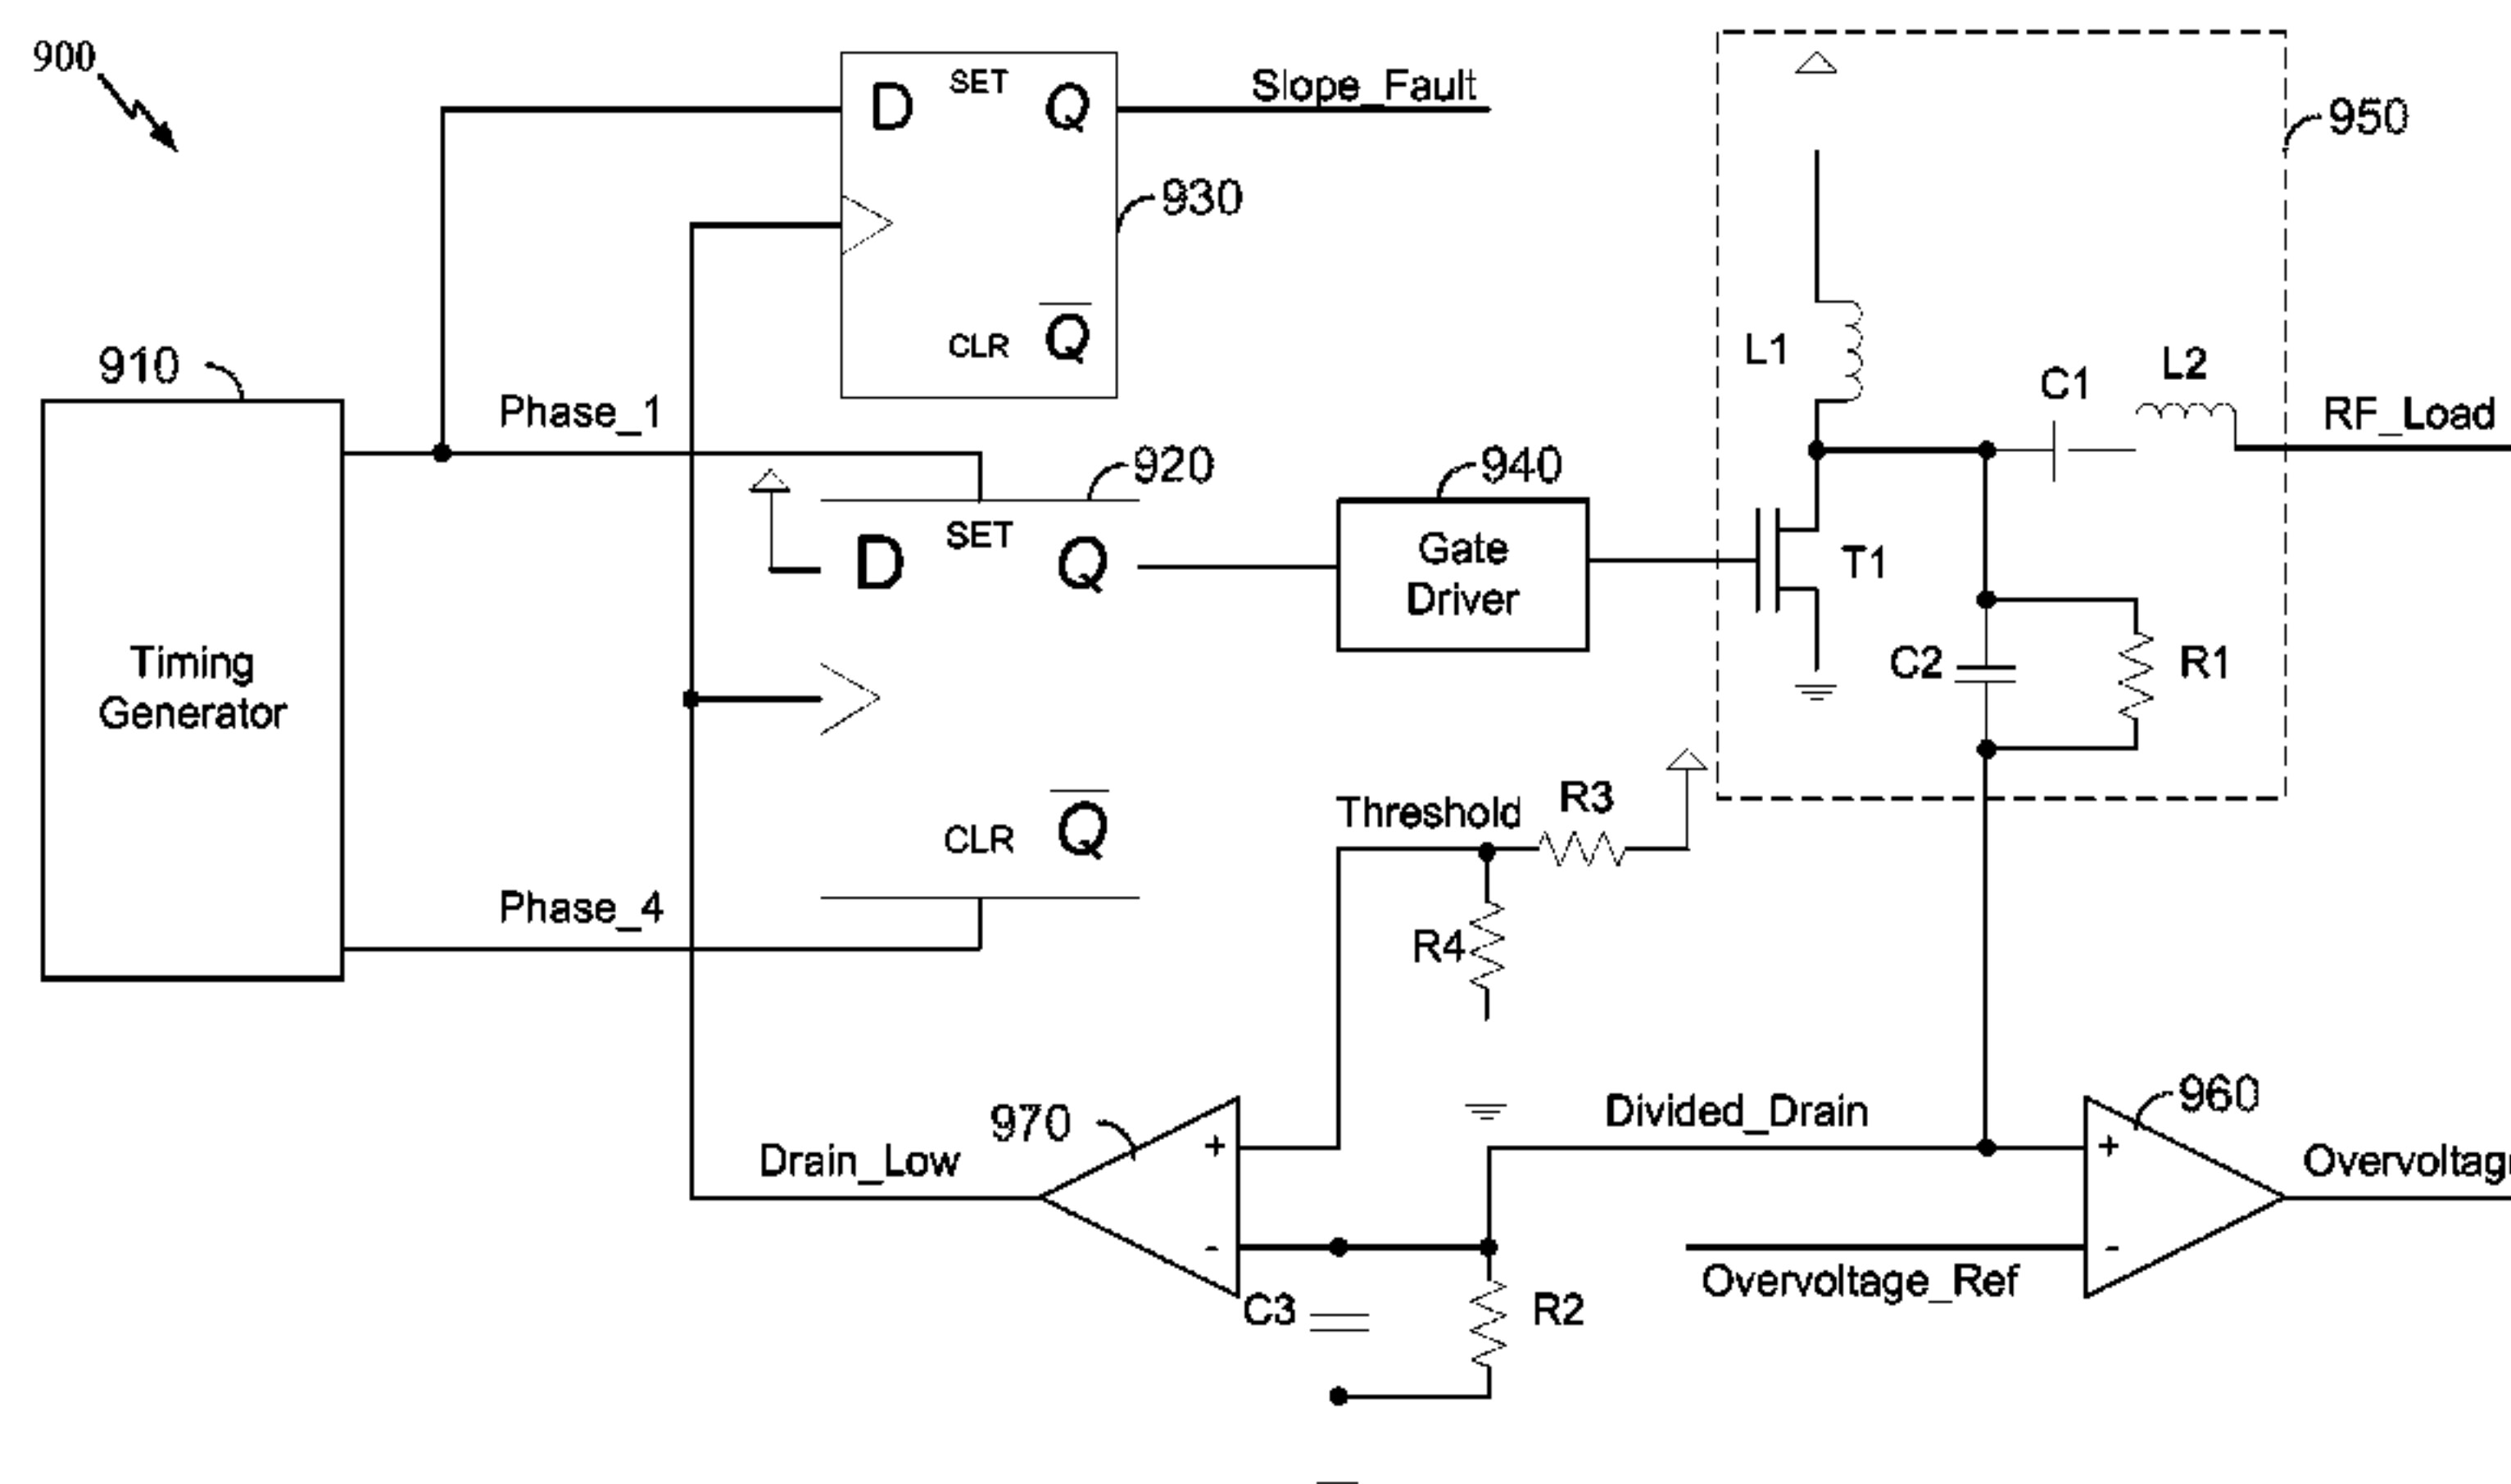 900
SET
D
Q
Slope_Fault
950
930
CLR
Q
910
Phase_1
L1
C1
L2
RF_Load
920
940
SET
D
Q
Gate
Driver
T1
Timing
Generator
C2
R1
Threshold
R3
CLR
Q
Phase_4
R4
970
+
-
Drain_Low
Divided_Drain
960
+
-
Overvoltag
Overvoltage_Ref
C3
R2